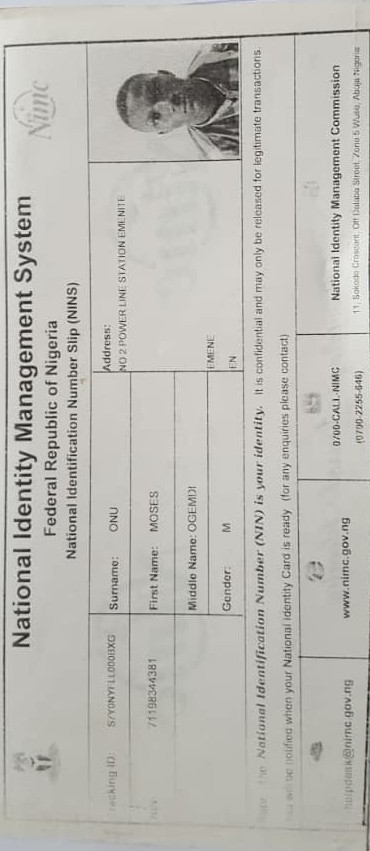 National Identity Management System
Federal Republic of Nigeria
National Identification Number Slip (NINS)
Nimc
Tracking ID:
Surname: ONU
Address:
NO 2 POWER LINE STATION EMENITE
71198344381
First Name: MOSES
Middle Name: OGEMDI
EMENE
Gender: M
EN
National Identification Number (NIN) is your identity. It is confidential and may only be released for legitimate transactions.
will be notified when your National Identity Card is ready (for any enquiries please contact)
helpdesk@nimc.gov.ng
www.nimc.gov.ng
0700-CALL-NIMC
(0700-2255-646)
National Identity Management Commission
11, Sokode Crescent, Off Dalaba Street, Zone 5 Wuse, Abuja Nigeria